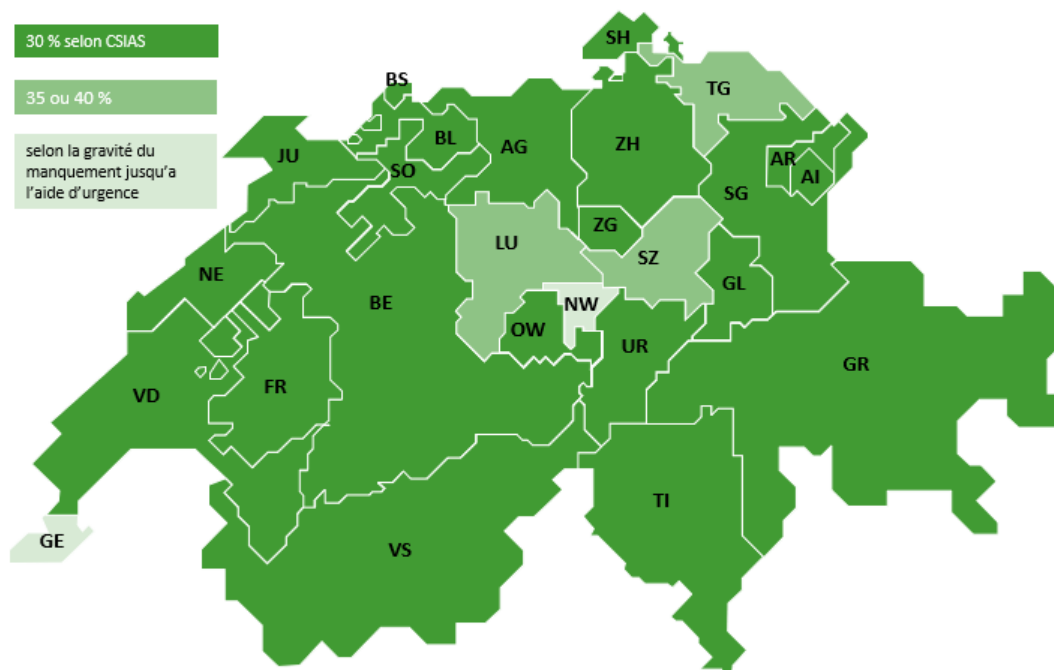 30 % selon CSIAS
35 ou 40 %
selon la gravité du
manquement jusqu'a
l'aide d'urgence
SH
BS
TG
BL
AG
ZH
JU
SO
AR
AI
SG
ZG
LU
SZ
NE
GL
BE
NW
OW
UR
GR
FR
VD
TI
GE
VS